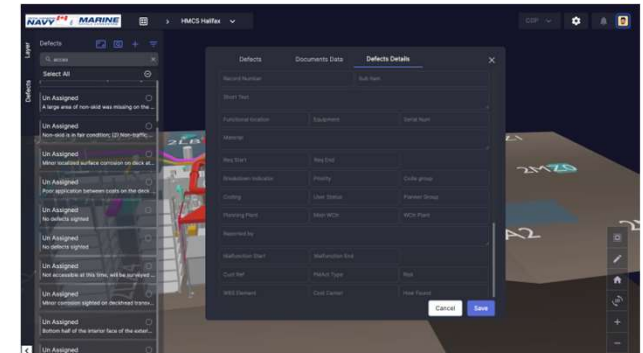 NAVY MARINE
HMCS Halifax
COP
Layer
Defects
Defects
acces
Select All
Un Assigned
A large area of non-skid was missing on the ...
Un Assigned
Non-skid is in fair condition; (2) Non-traffic...
Un Assigned
Minor localized surface corrosion on deck at...
Un Assigned
Poor application between coats on the deck ...
Un Assigned
No defects sighted
Un Assigned
No defects sighted
Un Assigned
Not accessible at this time, will be surveyed ...
Un Assigned
Minor corrosion sighted on deckhead transv...
Un Assigned
Bottom half of the interior face of the exteri...
Un Assigned
Defects Documents Data Defects Details
Record Number Sub Item
Short Text
Functional location Equipment Serial Num
Material
Req Start Req End
Breakdown Indicator Priority Code group
Coding User Status Planner Group
Planning Plant Main WCtr WCtr Plant
Reported by
Malfunction Start Malfunction End
Cust Ref Product Type Risk
WBS Element Cost Center How Found
Cancel Save
2MZ0